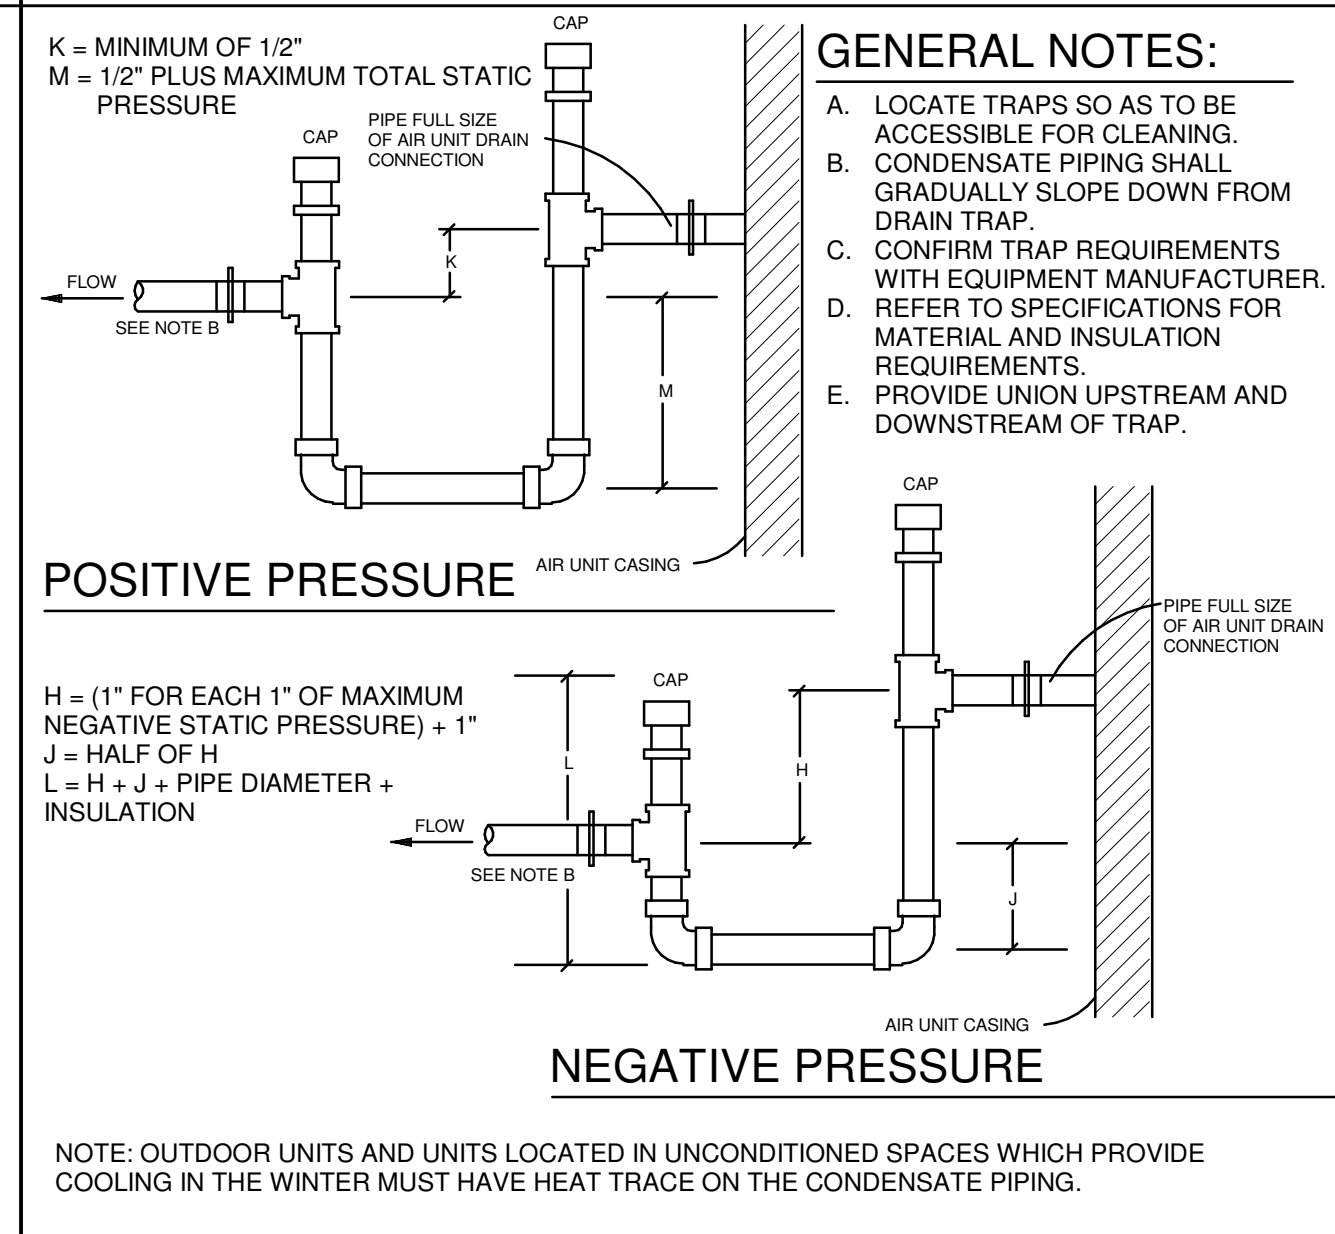 K = MINIMUM OF 1/2"
M = 1/2" PLUS MAXIMUM TOTAL STATIC
PRESSURE
CAP
CAP
PIPE FULL SIZE
OF AIR UNIT DRAIN
CONNECTION
K
FLOW
SEE NOTE B
M
AIR UNIT CASING
POSITIVE PRESSURE
GENERAL NOTES:
A. LOCATE TRAPS SO AS TO BE
ACCESSIBLE FOR CLEANING.
B. CONDENSATE PIPING SHALL
GRADUALLY SLOPE DOWN FROM
DRAIN TRAP.
C. CONFIRM TRAP REQUIREMENTS
WITH EQUIPMENT MANUFACTURER.
D. REFER TO SPECIFICATIONS FOR
MATERIAL AND INSULATION
REQUIREMENTS.
E. PROVIDE UNION UPSTREAM AND
DOWNSTREAM OF TRAP.
H = (1" FOR EACH 1" OF MAXIMUM
NEGATIVE STATIC PRESSURE) + 1"
J = HALF OF H
L = H + J + PIPE DIAMETER +
INSULATION
CAP
CAP
PIPE FULL SIZE
OF AIR UNIT DRAIN
CONNECTION
L
H
FLOW
SEE NOTE B
J
AIR UNIT CASING
NEGATIVE PRESSURE
NOTE: OUTDOOR UNITS AND UNITS LOCATED IN UNCONDITIONED SPACES WHICH PROVIDE
COOLING IN THE WINTER MUST HAVE HEAT TRACE ON THE CONDENSATE PIPING.